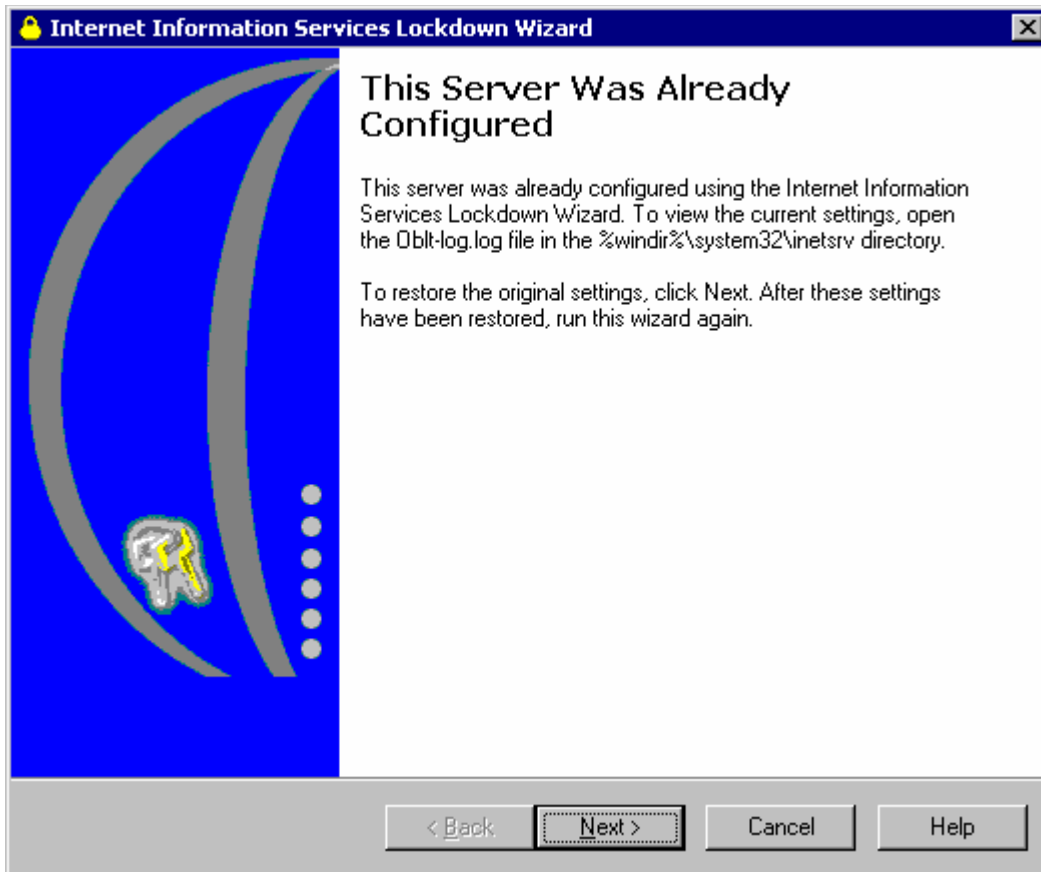 Internet Information Services Lockdown Wizard
This Server Was Already
Configured
This server was already configured using the Internet Information
Services Lockdown Wizard. To view the current settings, open
the Oblt-log.log file in the %windir%\system32\inetsrv directory.
To restore the original settings, click Next. After these settings
have been restored, run this wizard again.
< Back
Next >
Cancel
Help